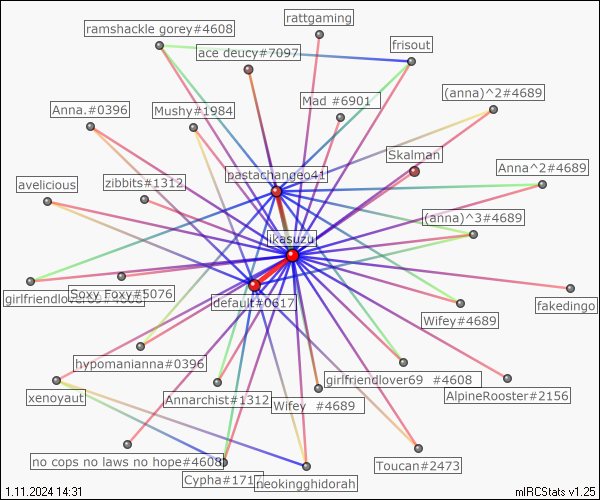 rattgaming
ramshackle gorey#4608
frisout
ace deucy#7097
(anna)^2#4689
Mad #6901
Anna.#0396
Mushy#1984
Skalman
Anna^2#4689
pastachangeo41
zibbits#1312
avelicious
(anna)^3#4689
ikasuzu
Soxy Foxy#5076
girlfriendlover69#4608
default#0617
fakedingo
Wifey#4689
hypomanianna#0396
girlfriendlover69 #4608
xenoyaut
Annarchist#1312
Wifey #4689
AlpineRooster#2156
no cops no laws no hope#4608
Toucan#2473
Cypha#171
neokingghidorah
1.11.2024 14:31
mIRCStats v1.25